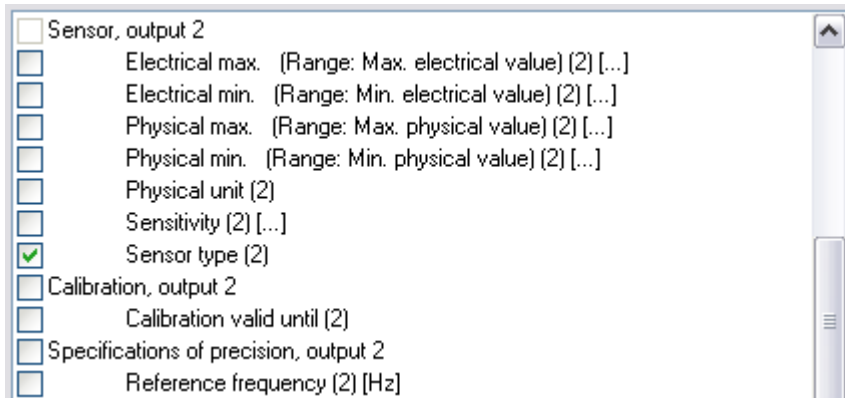 Sensor, output 2
Electrical max. (Range: Max. electrical value) (2) [...]
Electrical min. (Range: Min. electrical value) (2) [...]
Physical max. (Range: Max. physical value) (2) [...]
Physical min. (Range: Min. physical value) (2) [...]
Physical unit (2)
Sensitivity (2) [...]
Sensor type (2)
Calibration, output 2
Calibration valid until (2)
Specifications of precision, output 2
Reference frequency (2) [Hz]